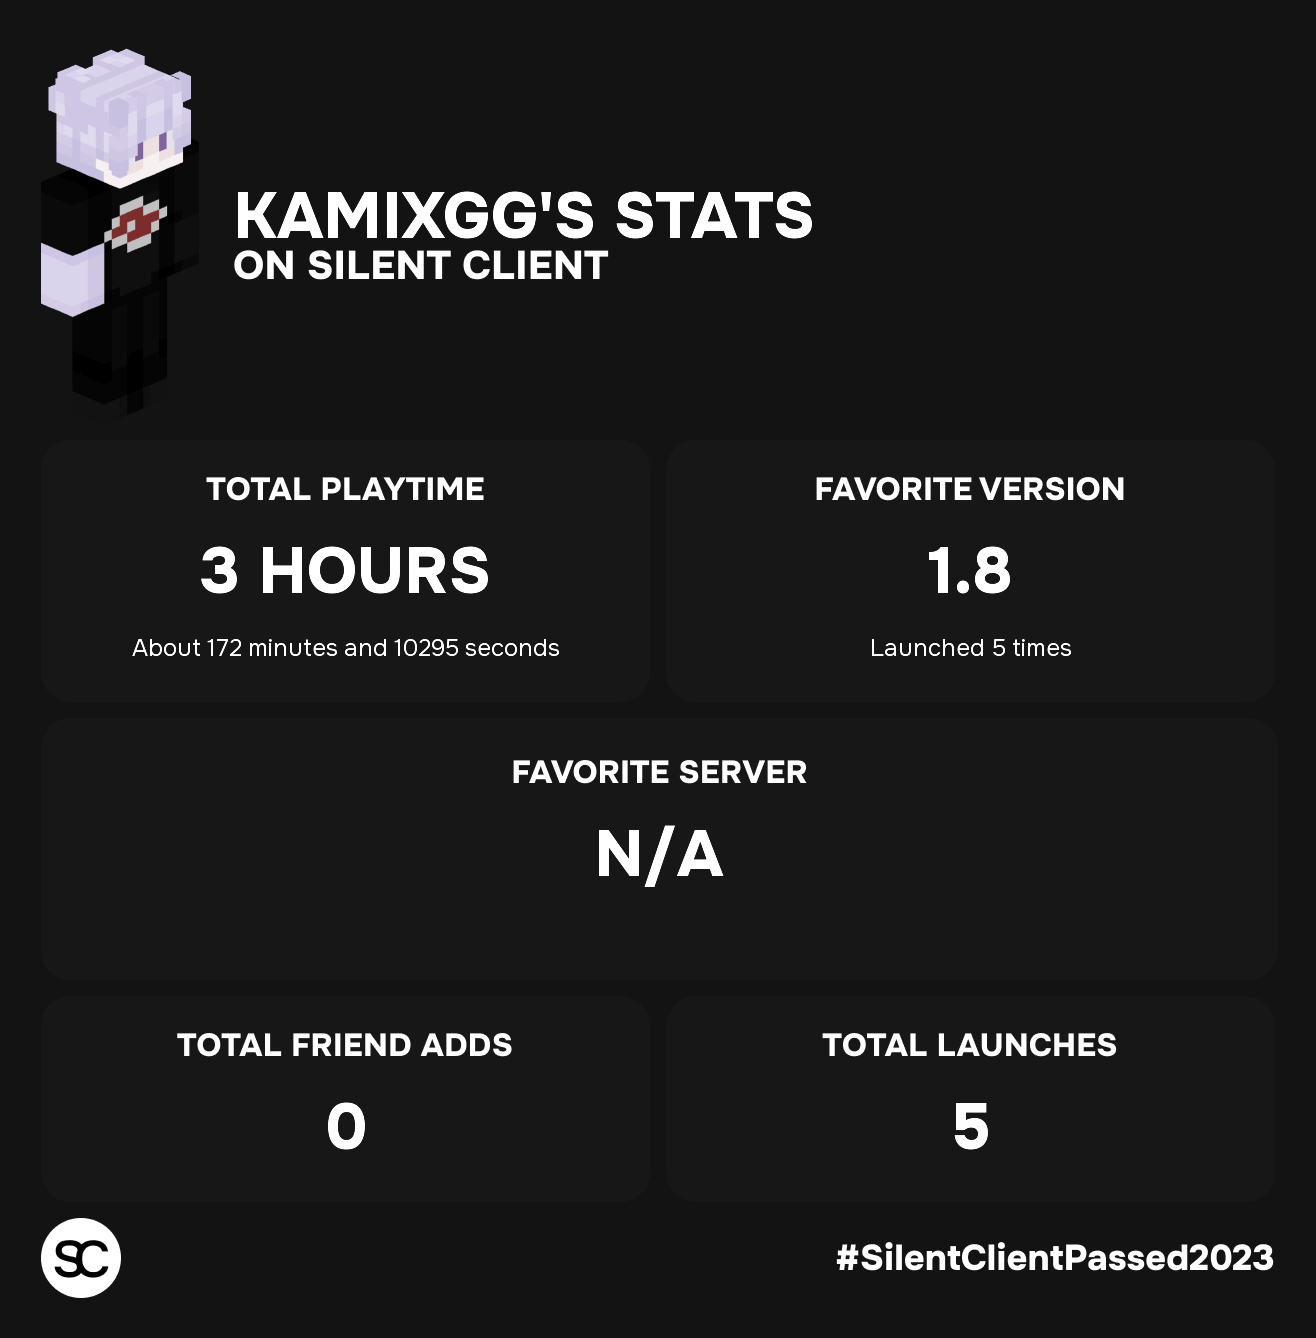 KAMIXGG'S STATS
ON SILENT CLIENT
TOTAL PLAYTIME
3 HOURS
About 172 minutes and 10295 seconds
FAVORITE VERSION
1.8
Launched 5 times
FAVORITE SERVER
N/A
TOTAL FRIEND ADDS
0
TOTAL LAUNCHES
5
SC
#SilentClientPassed2023